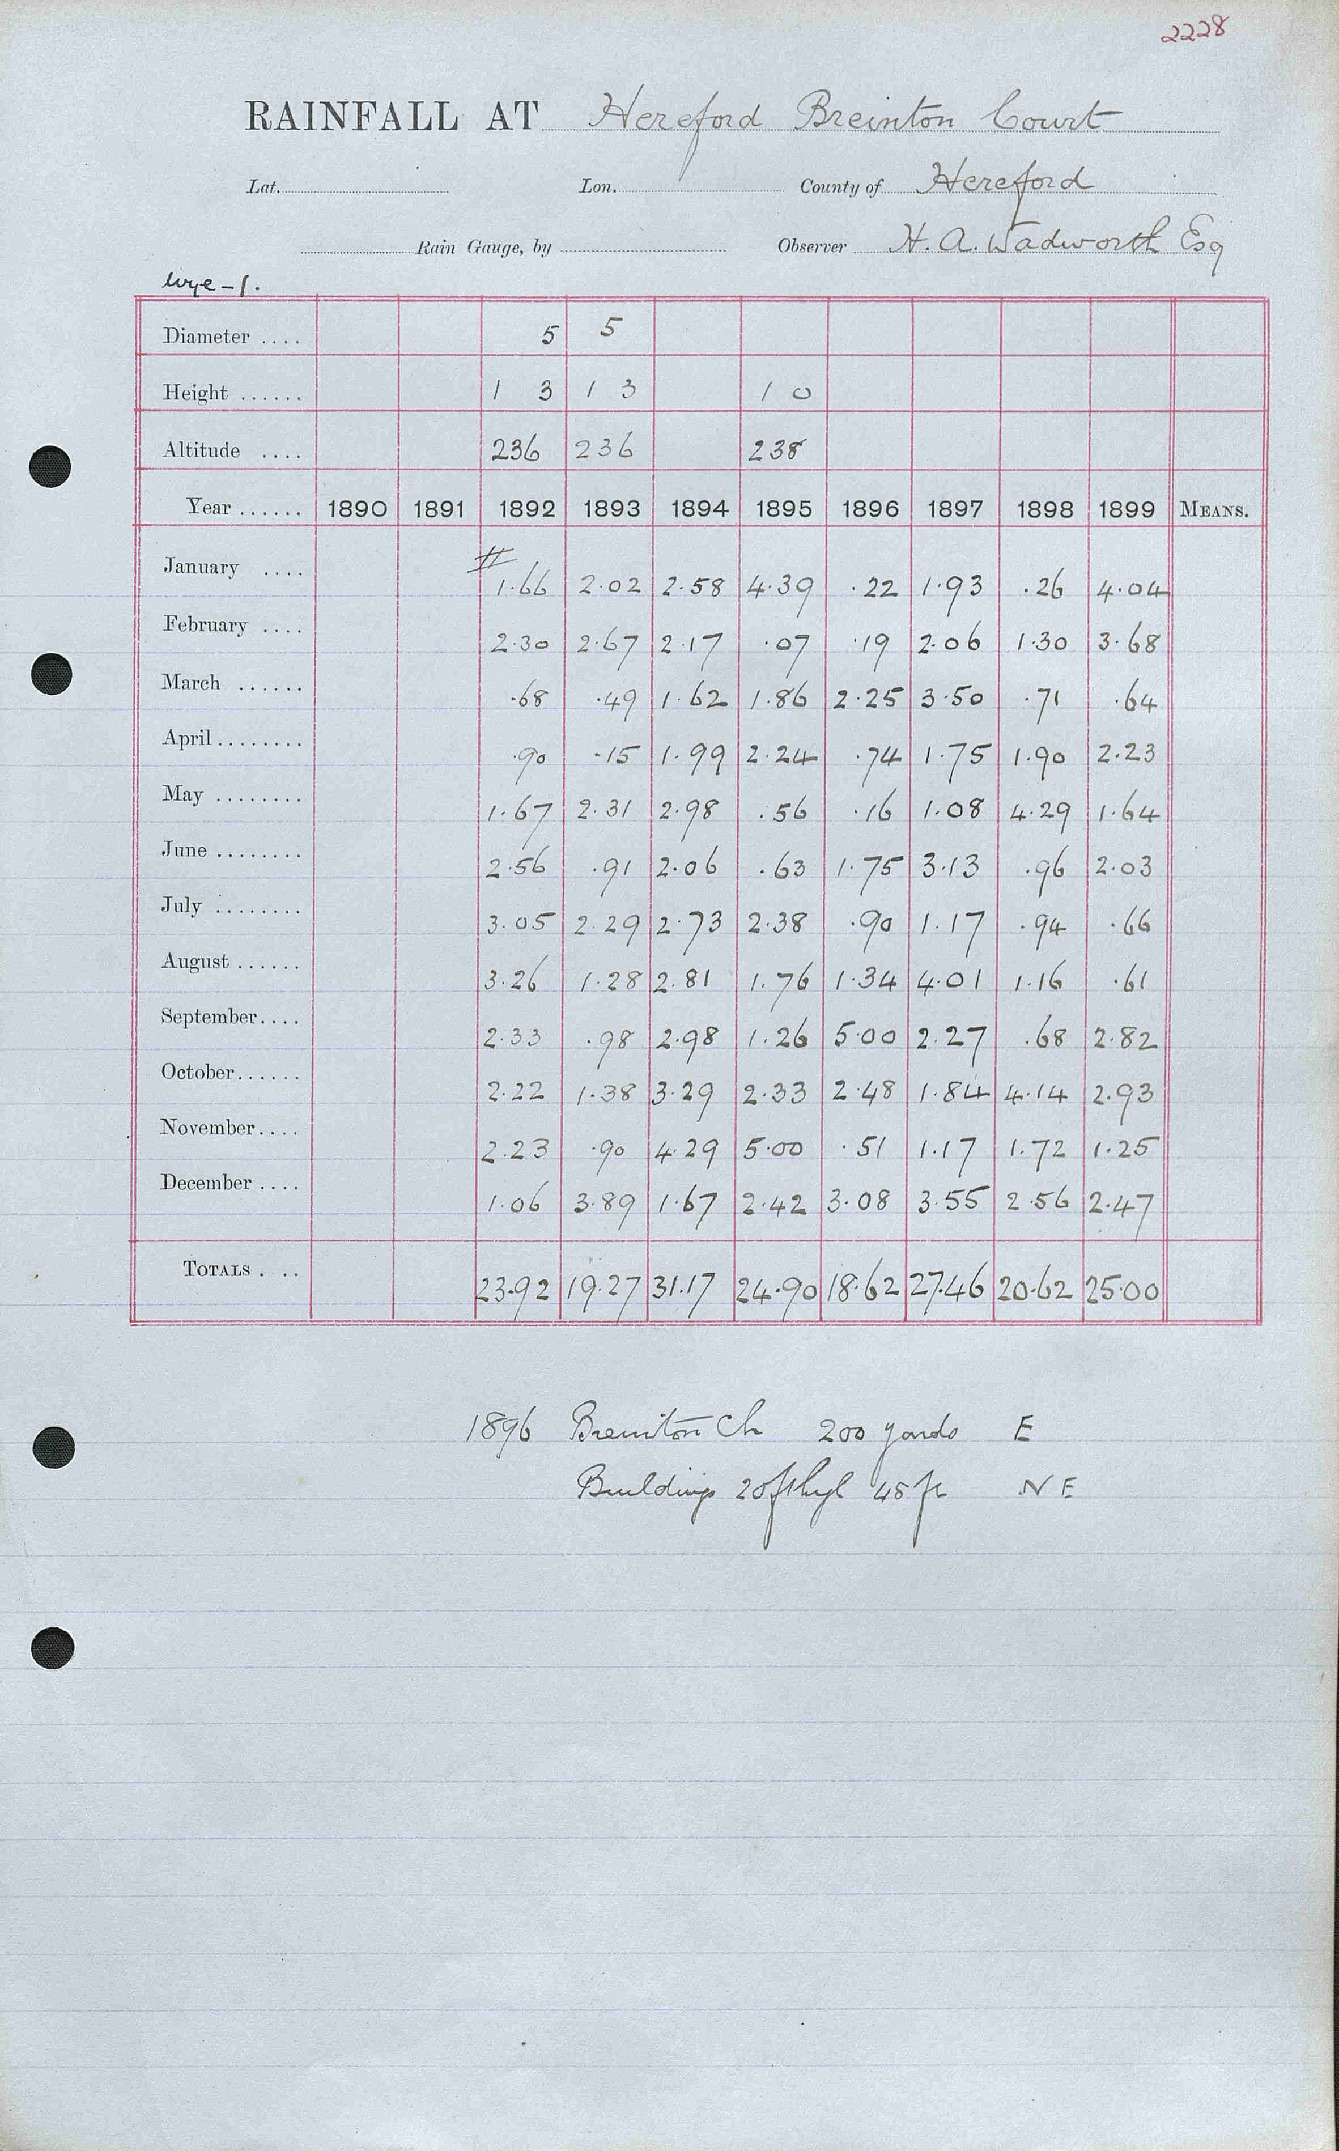 2228
RAINFALL AT Hereford Breinton Court
Lat. Lon. County of Hereford
Rain Gauge, by Observer H. A. Wadworth Esq
Wye - 1.
Diameter .... 5 5
Height ...... 1 3 1 3 1 0
Altitude .... 236 236 238
Year ...... 1890 1891 1892 1893 1894 1895 1896 1897 1898 1899 MEANS.
January .... # 1.66 2.02 2.58 4.39 .22 1.93 .26 4.04
February .... 2.30 2.67 2.17 .07 .19 2.06 1.30 3.68
March ...... .68 .49 1.62 1.86 2.25 3.50 .71 .64
April ........ .90 .15 1.99 2.24 .74 1.75 1.90 2.23
May ........ 1.67 2.31 2.98 .56 .16 1.08 4.29 1.64
June ........ 2.56 .91 2.06 .63 1.75 3.13 .96 2.03
July ........ 3.05 2.29 2.73 2.38 .90 1.17 .94 .66
August ...... 3.26 1.28 2.81 1.76 1.34 4.01 1.16 .61
September.... 2.33 .98 2.98 1.26 5.00 2.27 .68 2.82
October...... 2.22 1.38 3.29 2.33 2.48 1.84 4.14 2.93
November.... 2.23 .90 4.29 5.00 .51 1.17 1.72 1.25
December .... 1.06 3.89 1.67 2.42 3.08 3.55 2.56 2.47
TOTALS .... 23.92 19.27 31.17 24.90 18.62 27.46 20.62 25.00
1896 Breinton Ch 200 yards E
Buildings 20ft high 48 ft NE